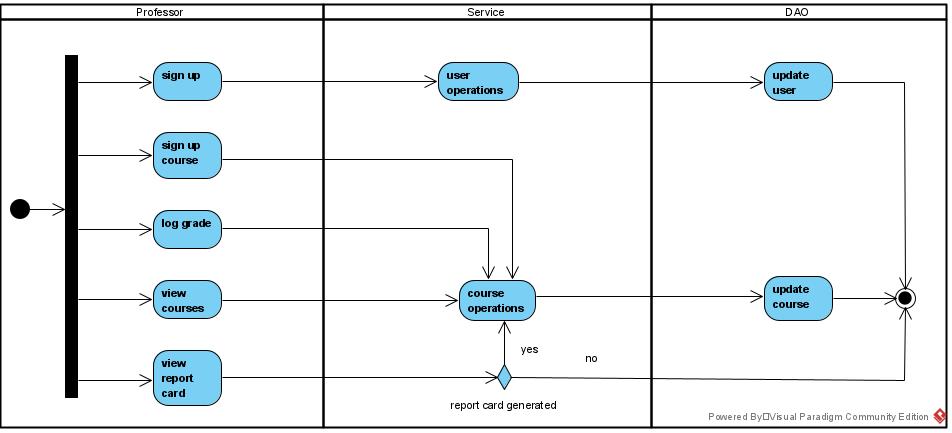 Professor
Service
DAO
sign up
user
operations
update
user
sign up
course
log grade
view
courses
course
operations
update
course
yes
no
view
report
card
report card generated
Powered By□Visual Paradigm Community Edition